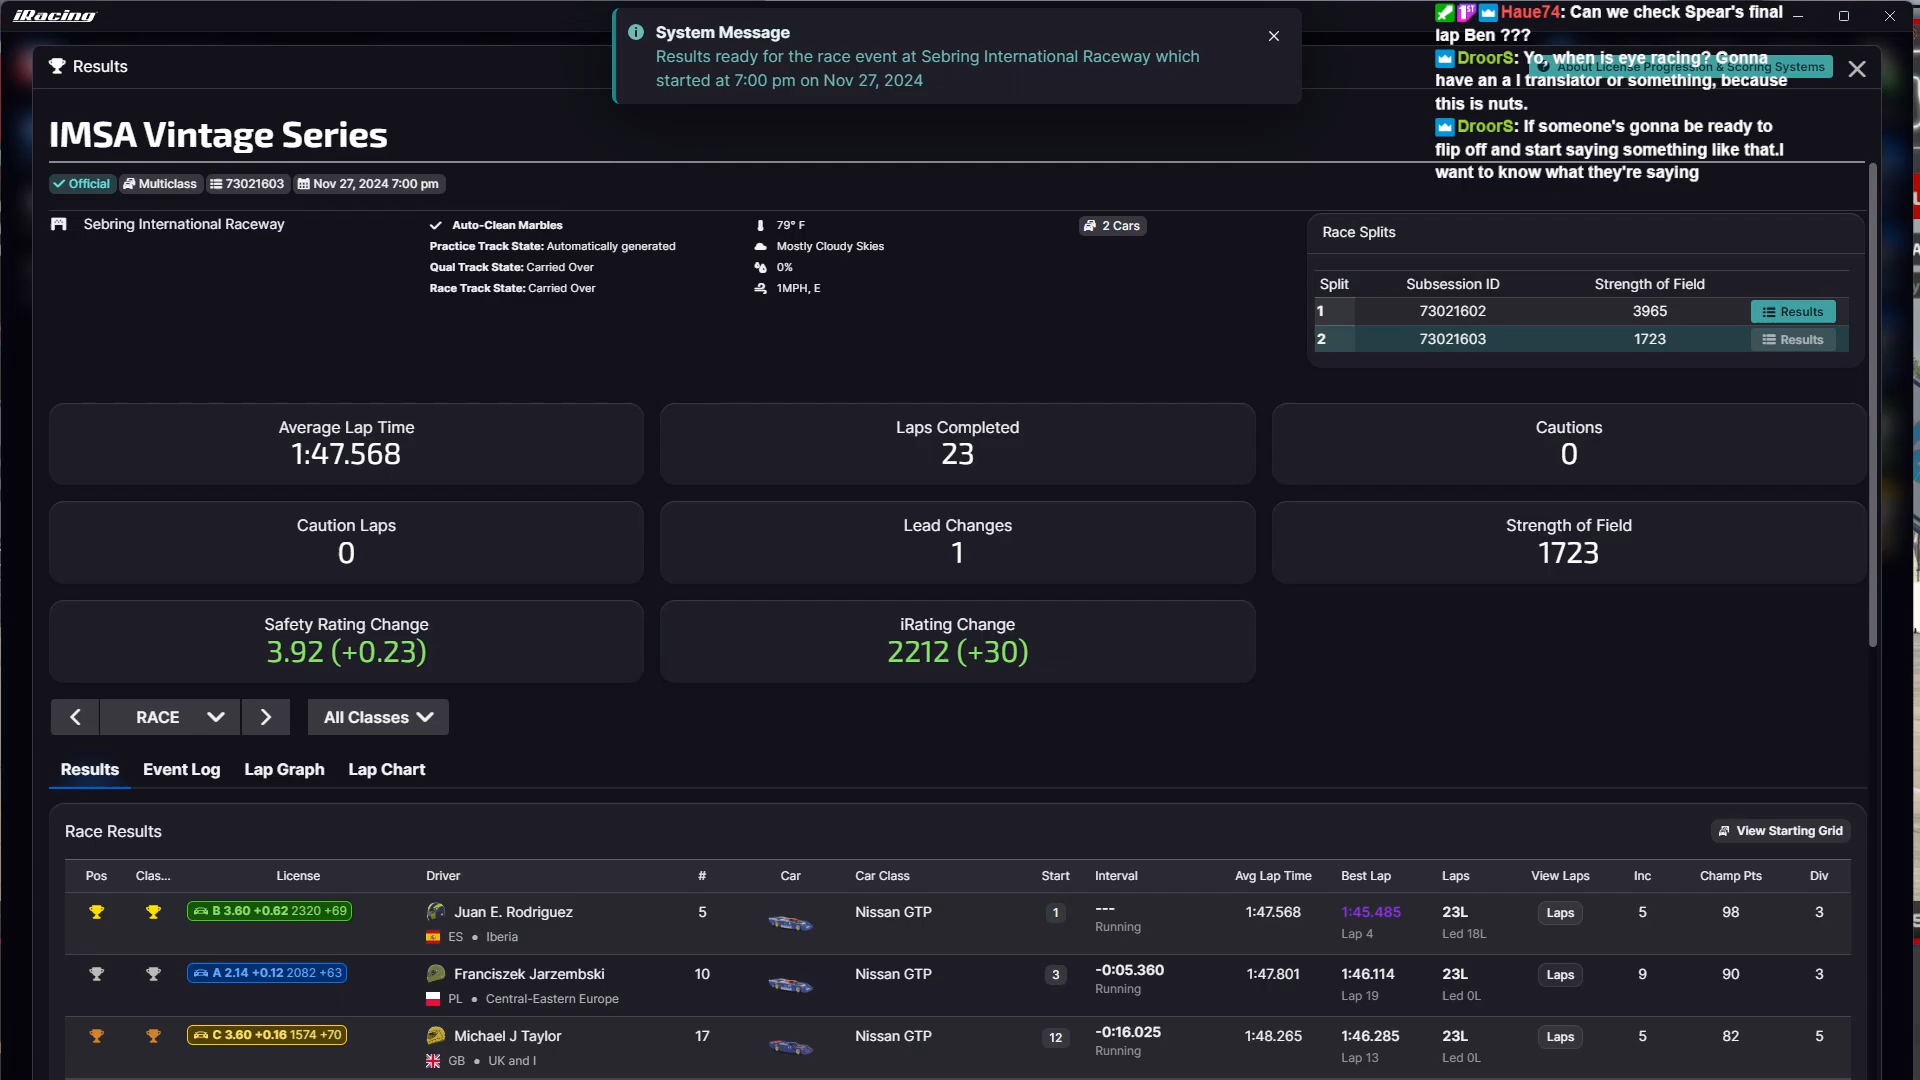 iRacing
System Message
Results ready for the race event at Sebring International Raceway which
started at 7:00 pm on Nov 27, 2024
Haue74: Can we check Spear's final
lap Ben ???
DroorS: Yo, when is eye racing? Gonna
have an a I translator or something, because
this is nuts.
DroorS: If someone's gonna be ready to
flip off and start saying something like that.I
want to know what they're saying
About License Progression & Scoring Systems
Results
IMSA Vintage Series
Official
Multiclass
73021603
Nov 27, 2024 7:00 pm
Sebring International Raceway
Auto-Clean Marbles
Practice Track State: Automatically generated
Qual Track State: Carried Over
Race Track State: Carried Over
79° F
Mostly Cloudy Skies
0%
1MPH, E
2 Cars
Race Splits
Split Subsession ID Strength of Field
1 73021602 3965 Results
2 73021603 1723 Results
Average Lap Time
1:47.568
Laps Completed
23
Cautions
0
Caution Laps
0
Lead Changes
1
Strength of Field
1723
Safety Rating Change
3.92 (+0.23)
iRating Change
2212 (+30)
RACE
All Classes
Results Event Log Lap Graph Lap Chart
Race Results
View Starting Grid
Pos Clas... License Driver # Car Car Class Start Interval Avg Lap Time Best Lap Laps View Laps Inc Champ Pts Div
B 3.60 +0.62 2320 +69 Juan E. Rodriguez 5 Nissan GTP 1 --- 1:47.568 1:45.485 23L Laps 5 98 3
ES • Iberia Running Lap 4 Led 18L
A 2.14 +0.12 2082 +63 Franciszek Jarzembski 10 Nissan GTP 3 -0:05.360 1:47.801 1:46.114 23L Laps 9 90 3
PL • Central-Eastern Europe Running Lap 19 Led 0L
C 3.60 +0.16 1574 +70 Michael J Taylor 17 Nissan GTP 12 -0:16.025 1:48.265 1:46.285 23L Laps 5 82 5
GB • UK and I Running Lap 13 Led 0L